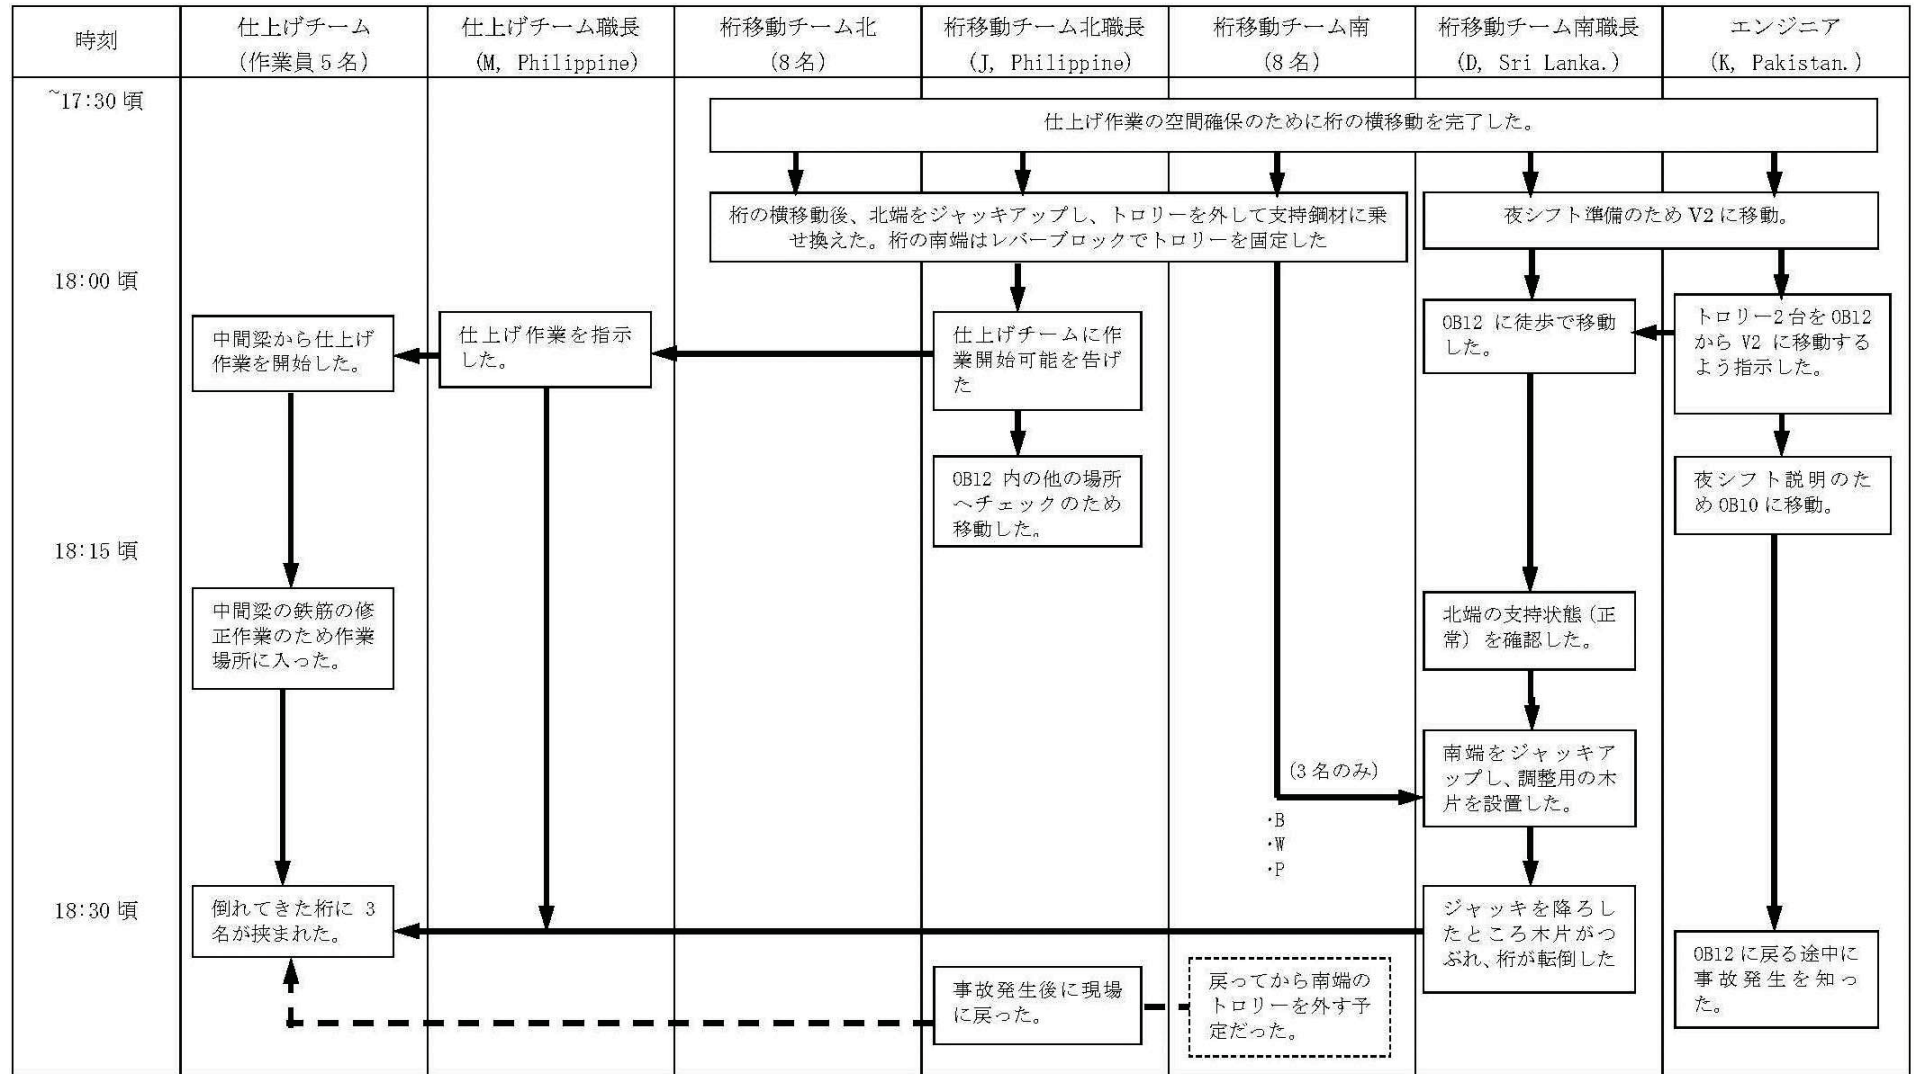 時刻
仕上げチーム
(作業員5名)
仕上げチーム職長
(M, Philippine)
桁移動チーム北
(8名)
桁移動チーム北職長
(J, Philippine)
桁移動チーム南
(8名)
桁移動チーム南職長
(D, Sri Lanka.)
エンジニア
(K, Pakistan.)
~17:30 頃
仕上げ作業の空間確保のために桁の横移動を完了した。
桁の横移動後、北端をジャッキアップし、トロリーを外して支持鋼材に乗
せ換えた。桁の南端はレバーブロックでトロリーを固定した
夜シフト準備のため V2 に移動。
18:00 頃
中間梁から仕上げ
作業を開始した。
仕上げ作業を指示
した。
仕上げチームに作
業開始可能を告げ
た
OB12 に徒歩で移動
した。
トロリー2台をOB12
から V2 に移動する
よう指示した。
OB12 内の他の場所
へチェックのため
移動した。
夜シフト説明のた
め OB10 に移動。
18:15 頃
中間梁の鉄筋の修
正作業のため作業
場所に入った。
北端の支持状態(正
常)を確認した。
南端をジャッキア
ップし、調整用の木
片を設置した。
(3名のみ)
・B
・W
・P
18:30 頃
倒れてきた桁に 3
名が挟まれた。
ジャッキを降ろし
たところ木片がつ
ぶれ、桁が転倒した
OB12 に戻る途中に
事故発生を知っ
た。
事故発生後に現場
に戻った。
戻ってから南端の
トロリーを外す予
定だった。